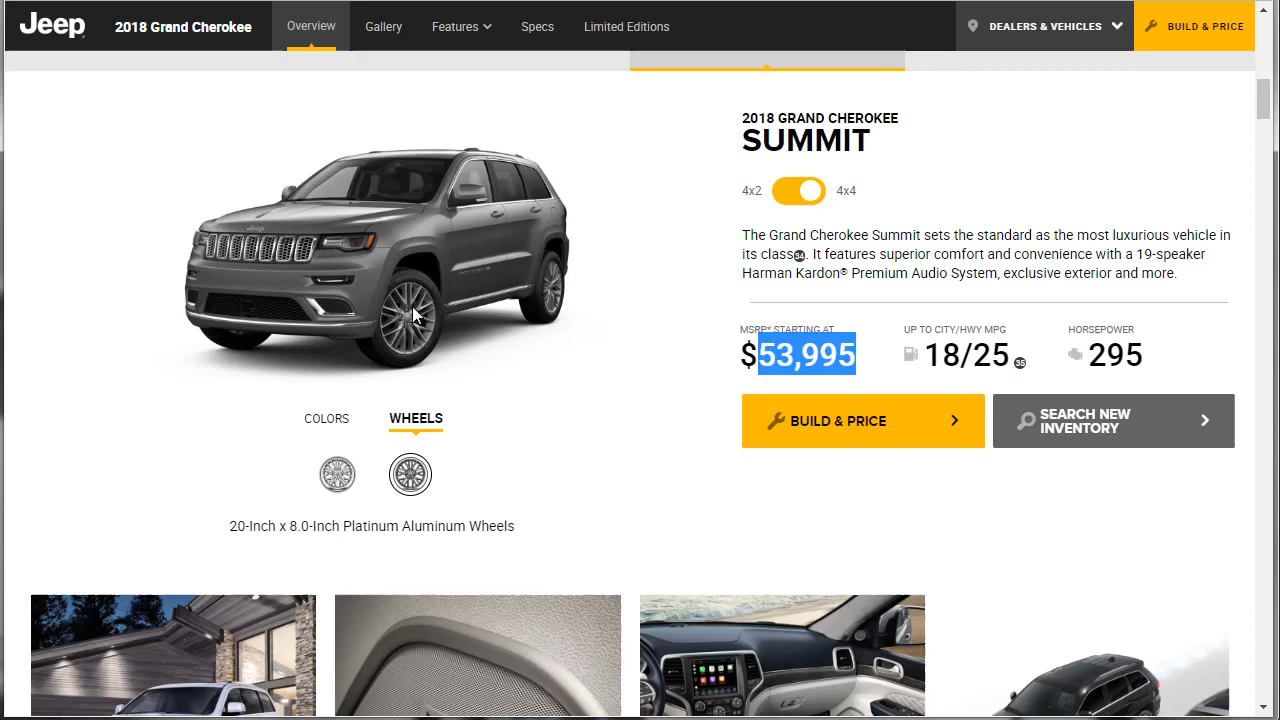 Jeep
2018 Grand Cherokee
Overview
Gallery
Features
Specs
Limited Editions
DEALERS & VEHICLES
BUILD & PRICE
2018 GRAND CHEROKEE
SUMMIT
4x2
4x4
The Grand Cherokee Summit sets the standard as the most luxurious vehicle in
its class34. It features superior comfort and convenience with a 19-speaker
Harman Kardon® Premium Audio System, exclusive exterior and more.
MSRP* STARTING AT
UP TO CITY/HWY MPG
HORSEPOWER
$53,995
18/25 35
295
BUILD & PRICE
SEARCH NEW
INVENTORY
Jeep
COLORS
WHEELS
20-Inch x 8.0-Inch Platinum Aluminum Wheels